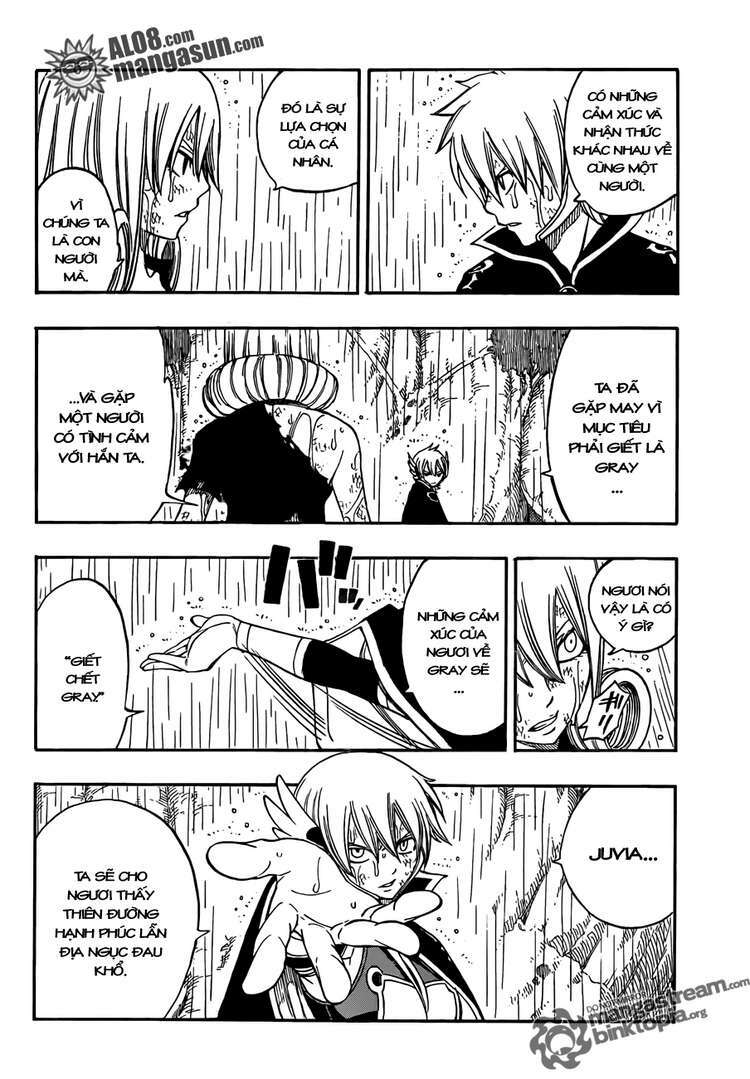 AL08.com
mangasun.com
CÓ NHỮNG
CẢM XÚC VÀ
NHẬN THỨC
KHÁC NHAU VỀ
CÙNG MỘT
NGƯỜI.
ĐÓ LÀ SỰ
LỰA CHỌN
CỦA CÁ
NHÂN.
VÌ
CHÚNG TA
LÀ CON
NGƯỜI
MÀ.
TA ĐÃ
GẶP MAY VÌ
MỤC TIÊU
PHẢI GIẾT LÀ
GRAY
...
...VÀ GẶP
MỘT NGƯỜI
CÓ TÌNH CẢM
VỚI HẮN TA.
NGƯƠI NÓI
VẬY LÀ CÓ
Ý GÌ?
NHỮNG CẢM
XÚC CỦA
NGƯƠI VỀ
GRAY SẼ
...
バッ
"GIẾT
CHẾT
GRAY."
JUVIA...
TA SẼ CHO
NGƯƠI THẤY
THIÊN ĐƯỜNG
HẠNH PHÚC LẪN
ĐỊA NGỤC ĐAU
KHỔ.
mangastream.com
binktopia.org